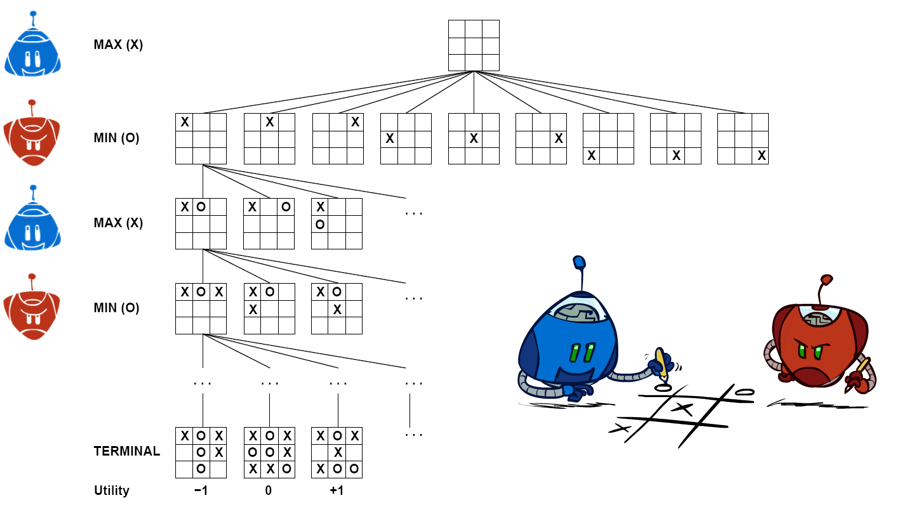 MAX (X)
X X X
MIN (O) X X X
X X X
X O X O X
MAX (X) O
... 
X O X X O X O
MIN (O) X X
...
... ... ... ...
X O X X O X X O X ...
TERMINAL O X O O X X
O X X O X O O
Utility −1 0 +1